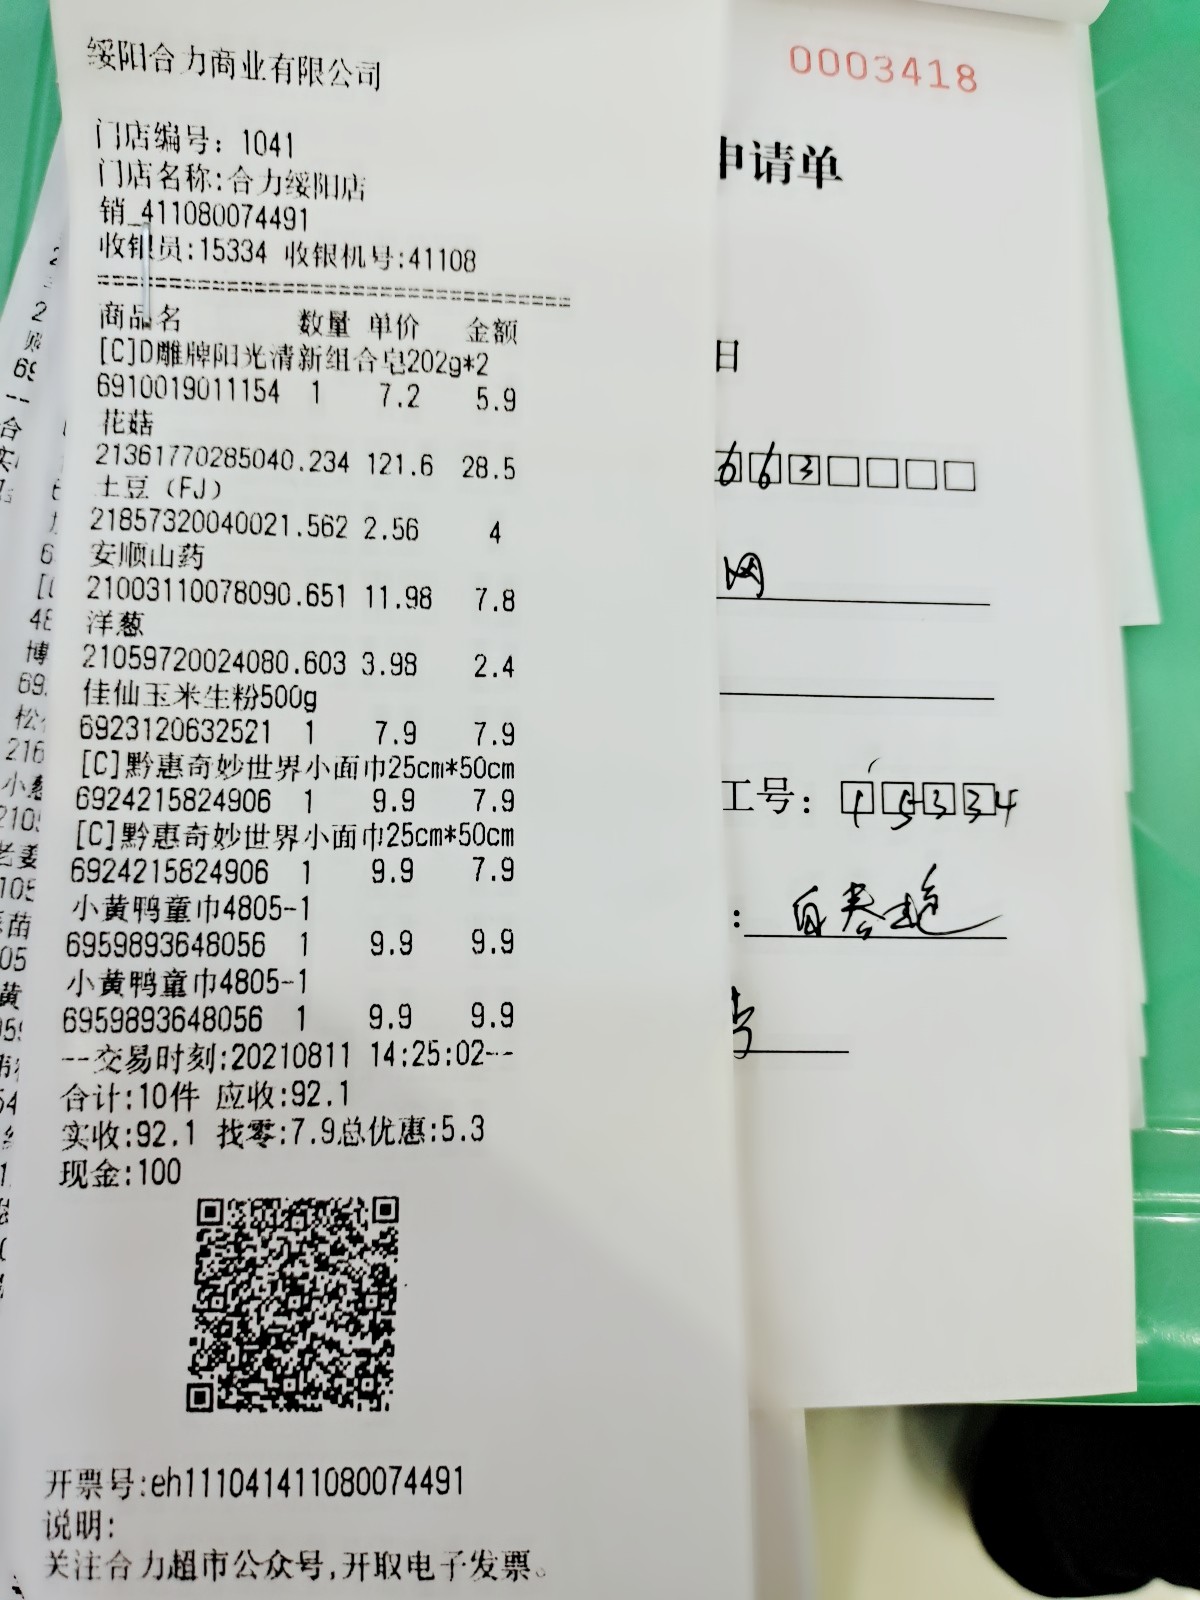 绥阳合力商业有限公司
门店编号: 1041
门店名称:合力绥阳店
销_411080074491
收银员:15334 收银机号:41108
商品名 数量 单价 金额
[C]D雕牌阳光清新组合皂202g*2
6910019011154 1 7.2 5.9
花菇
21361770285040.234 121.6 28.5
土豆（FJ）
21857320040021.562 2.56 4
安顺山药
21003110078090.651 11.98 7.8
洋葱
21059720024080.603 3.98 2.4
佳仙玉米生粉500g
6923120632521 1 7.9 7.9
[C]黔惠奇妙世界小面巾25cm*50cm
6924215824906 1 9.9 7.9
[C]黔惠奇妙世界小面巾25cm*50cm
6924215824906 1 9.9 7.9
小黄鸭童巾4805-1
6959893648056 1 9.9 9.9
小黄鸭童巾4805-1
6959893648056 1 9.9 9.9
--交易时刻:20210811 14:25:02--
合计:10件 应收:92.1
实收:92.1 找零:7.9总优惠:5.3
现金:100
开票号:eh111041411080074491
说明:
关注合力超市公众号,开取电子发票。
0003418
申请单
日
663
网
工号: 15334